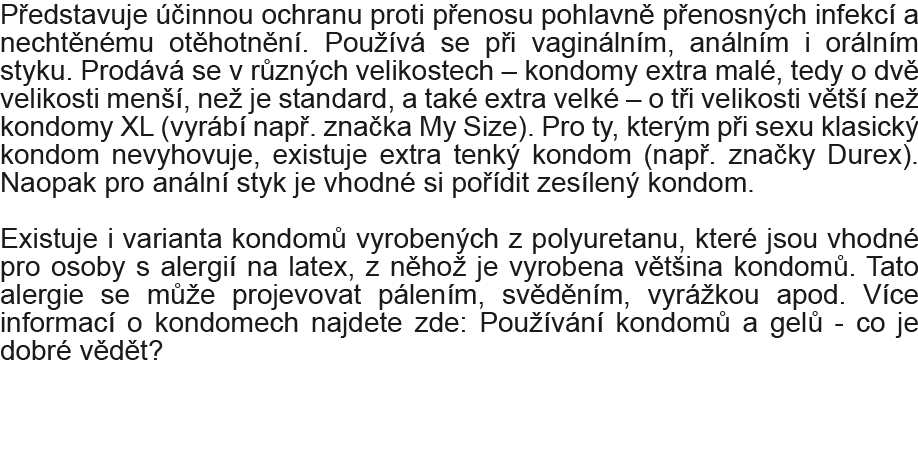 Představuje účinnou ochranu proti přenosu pohlavně přenosných infekcí a
nechtěnému otěhotnění. Používá se při vaginálním, análním i orálním
styku. Prodává se v různých velikostech – kondomy extra malé, tedy o dvě
velikosti menší, než je standard, a také extra velké – o tři velikosti větší než
kondomy XL (vyrábí např. značka My Size). Pro ty, kterým při sexu klasický
kondom nevyhovuje, existuje extra tenký kondom (např. značky Durex).
Naopak pro anální styk je vhodné si pořídit zesílený kondom.

Existuje i varianta kondomů vyrobených z polyuretanu, které jsou vhodné
pro osoby s alergií na latex, z něhož je vyrobena většina kondomů. Tato
alergie se může projevovat pálením, svěděním, vyrážkou apod. Více
informací o kondomech najdete zde: Používání kondomů a gelů - co je
dobré vědět?